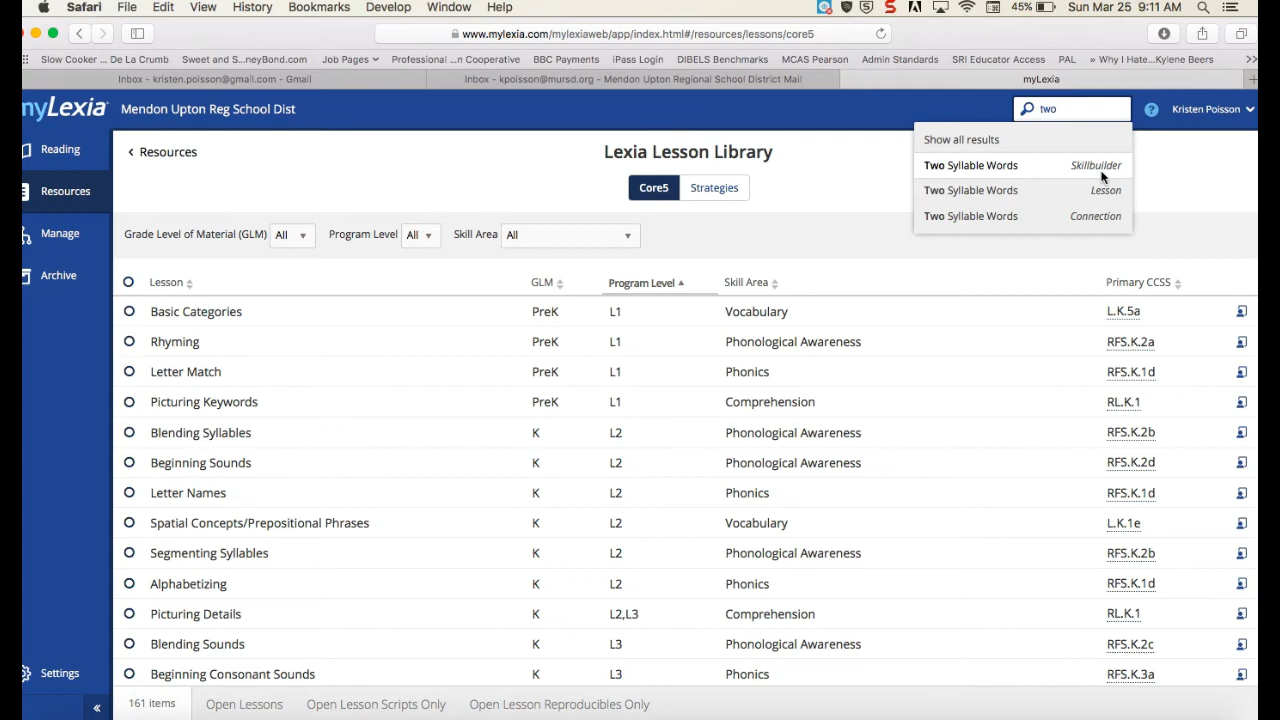 Safari File Edit View History Bookmarks Develop Window Help 45% Sun Mar 25 9:11 AM
www.mylexia.com/mylexiaweb/app/index.html#/resources/lessons/core5
Slow Cooker ... De La Crumb Sweet and S...neyBond.com Job Pages Professional ...n Cooperative BBB Payments iPass Login DIBELS Benchmarks MCAS Pearson Admin Standards SRI Educator Access PAL > Why I Hate...Kylene Beers >>
Inbox - kristen.poisson@gmail.com - Gmail Inbox - kpoisson@mursd.org - Mendon Upton Regional School District Mail myLexia
myLexia Mendon Upton Reg School Dist two ? Kristen Poisson
Show all results
Two Syllable Words Skillbuilder
Two Syllable Words Lesson
Two Syllable Words Connection
Reading
Resources
Manage
Archive
Settings
«
Resources
Lexia Lesson Library
Core5 Strategies
Grade Level of Material (GLM) All Program Level All Skill Area All
Lesson GLM Program Level Skill Area Primary CCSS
Basic Categories PreK L1 Vocabulary L.K.5a
Rhyming PreK L1 Phonological Awareness RFS.K.2a
Letter Match PreK L1 Phonics RFS.K.1d
Picturing Keywords PreK L1 Comprehension RL.K.1
Blending Syllables K L2 Phonological Awareness RFS.K.2b
Beginning Sounds K L2 Phonological Awareness RFS.K.2d
Letter Names K L2 Phonics RFS.K.1d
Spatial Concepts/Prepositional Phrases K L2 Vocabulary L.K.1e
Segmenting Syllables K L2 Phonological Awareness RFS.K.2b
Alphabetizing K L2 Phonics RFS.K.1d
Picturing Details K L2,L3 Comprehension RL.K.1
Blending Sounds K L3 Phonological Awareness RFS.K.2c
Beginning Consonant Sounds K L3 Phonics RFS.K.3a
161 items Open Lessons Open Lesson Scripts Only Open Lesson Reproducibles Only